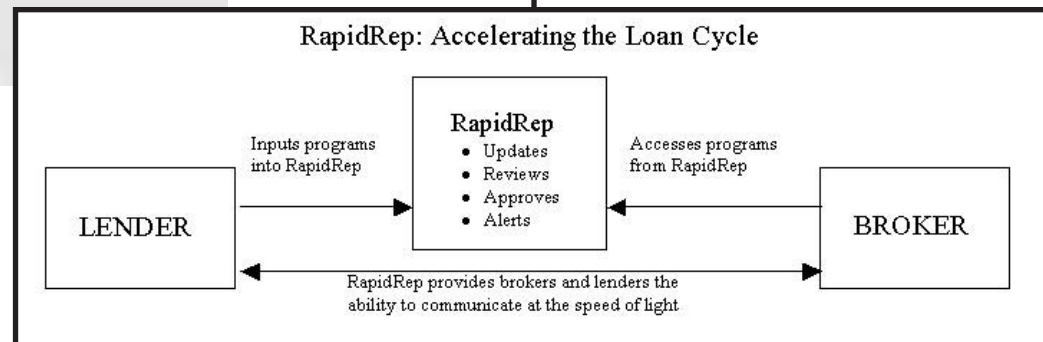 RapidRep: Accelerating the Loan Cycle
RapidRep
• Updates
• Reviews
• Approves
• Alerts
Inputs programs
into RapidRep
Accesses programs
from RapidRep
LENDER
BROKER
RapidRep provides brokers and lenders the
ability to communicate at the speed of light